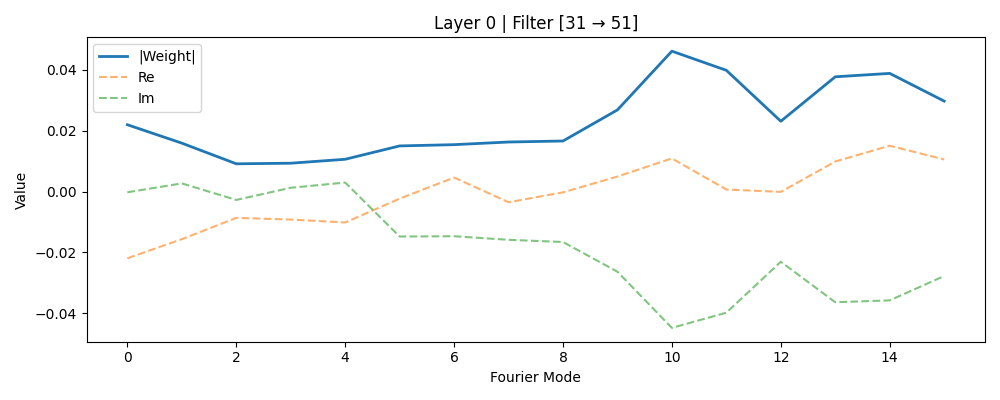 Layer 0 | Filter [31 → 51]
|Weight|
Re
Im
0.04
0.02
0.00
−0.02
−0.04
Value
0 2 4 6 8 10 12 14
Fourier Mode